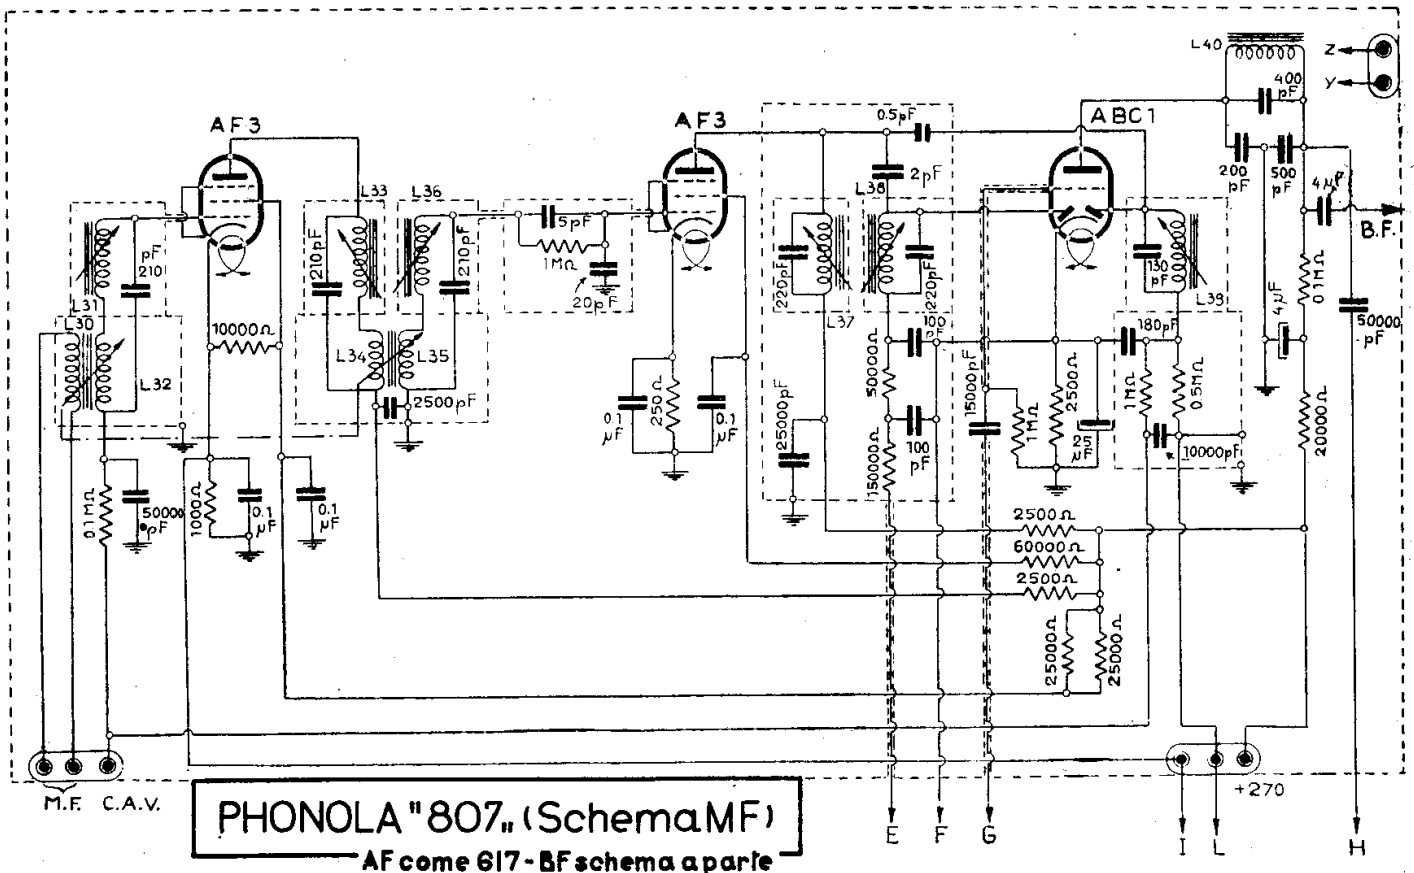 L40
Z
Y
400
pF
AF3
AF3
0.5pF
ABC1
2pF
200
pF
500
pF
4µF
L33
L36
L38
B.F.
pF
210
210pF
210pF
5pF
1MΩ
20pF
220pF
220pF
130
pF
L39
0.1MΩ
4µF
50000
pF
L31
L30
L32
10000Ω
L34
L35
L37
100
pF
180pF
2500pF
0.1
µF
250Ω
0.1
µF
25000pF
50000Ω
100
pF
150000Ω
15000pF
1MΩ
2500Ω
25
µF
1MΩ
0.5MΩ
10000pF
20000Ω
0.1MΩ
50000
pF
1000Ω
0.1
µF
0.1
µF
2500Ω
60000Ω
2500Ω
25000Ω
25000Ω
M.F. C.A.V.
+270
PHONOLA "807„ (Schema MF)
AF come 617-BF schema a parte
E F G I L H